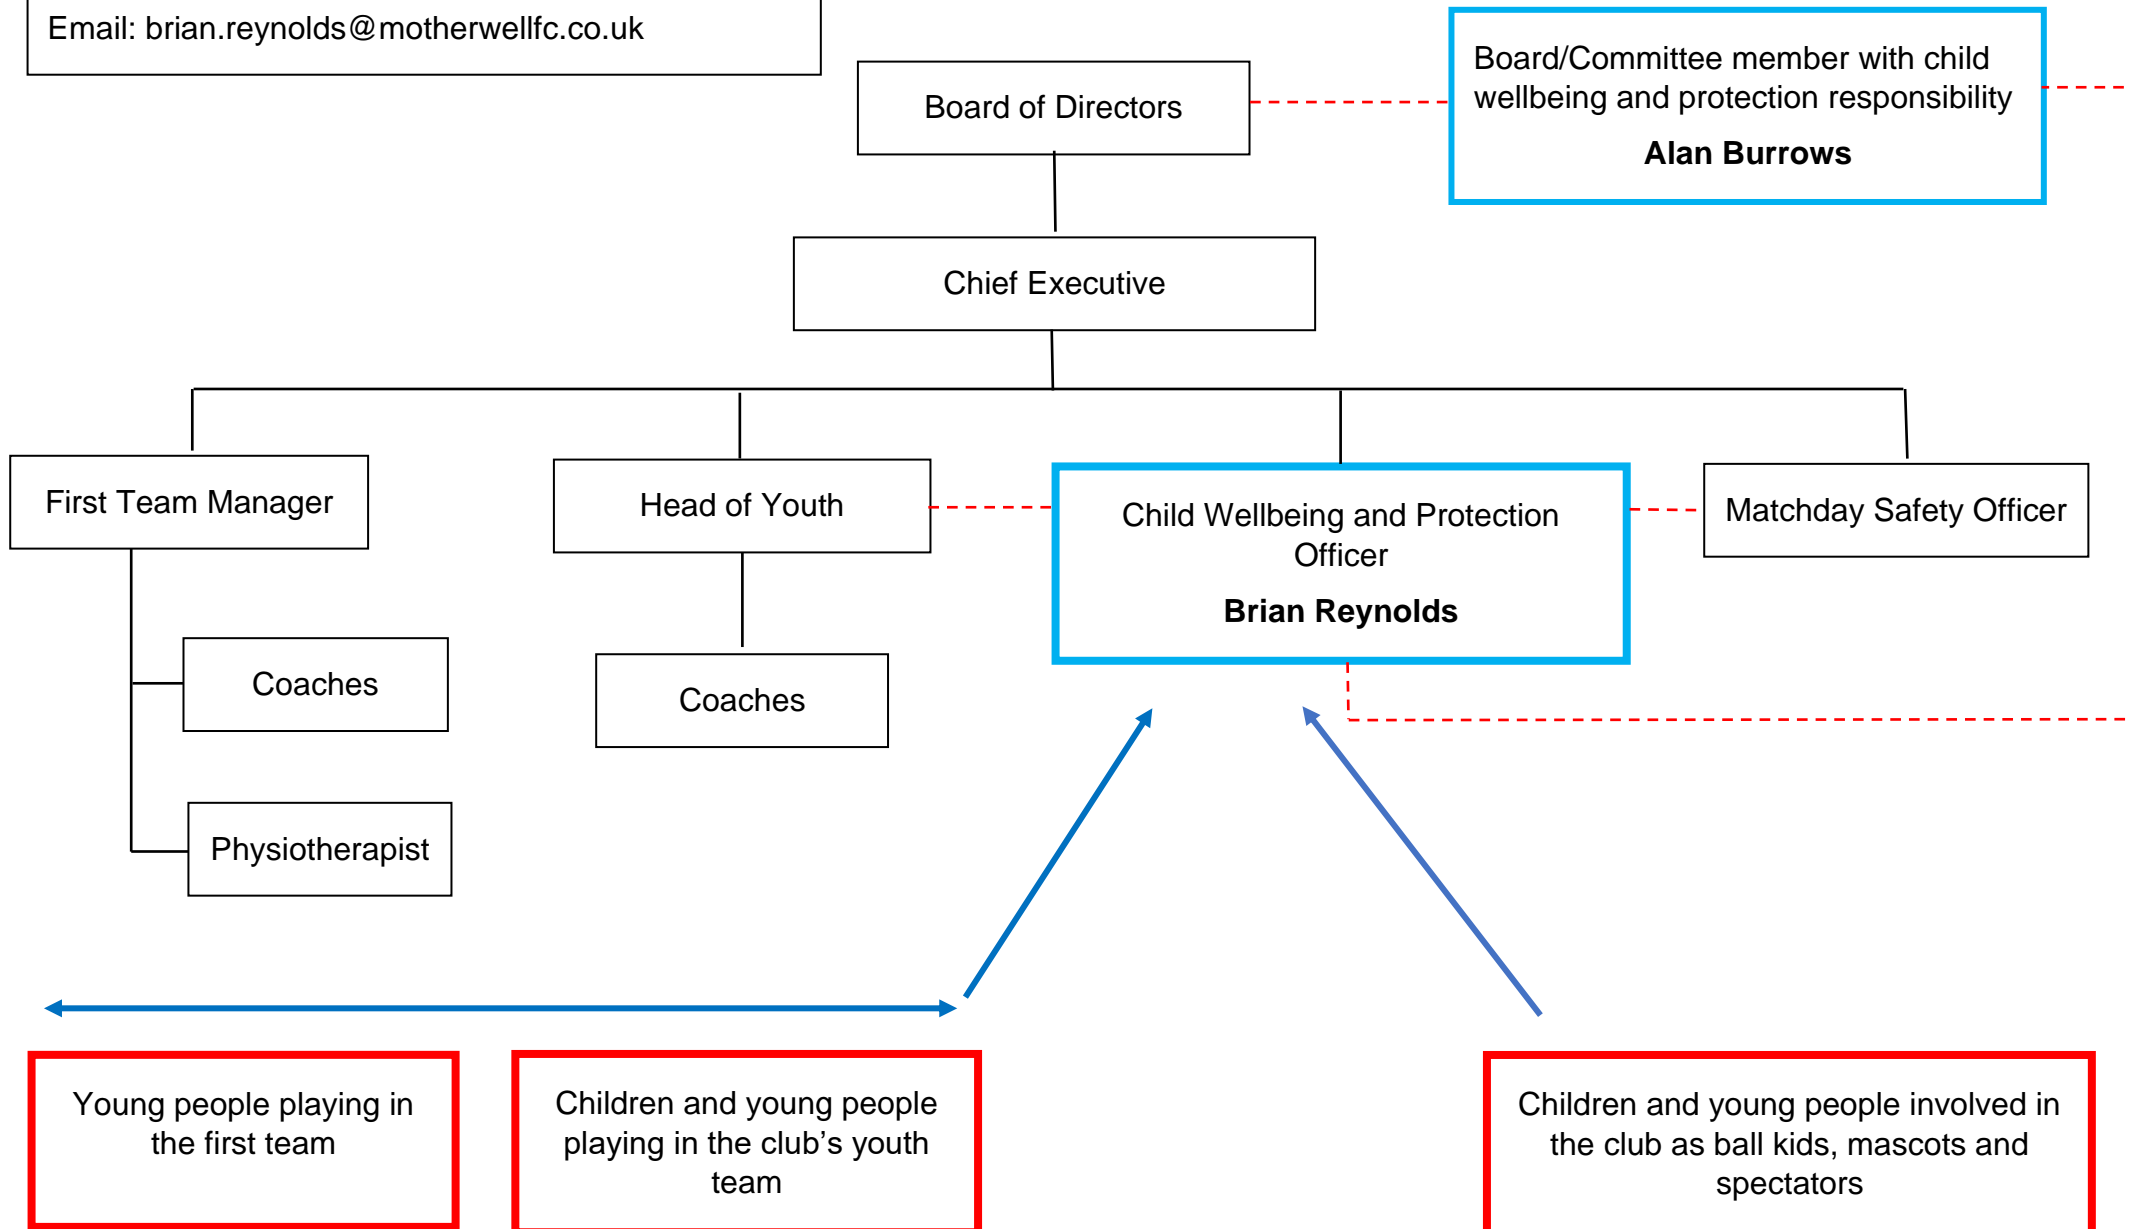 Email: brian.reynolds@motherwellfc.co.uk
Board/Committee member with child
wellbeing and protection responsibility
Alan Burrows
Board of Directors
Chief Executive
First Team Manager
Head of Youth
Child Wellbeing and Protection
Officer
Brian Reynolds
Matchday Safety Officer
Coaches
Coaches
Physiotherapist
Young people playing in
the first team
Children and young people
playing in the club’s youth
team
Children and young people involved in
the club as ball kids, mascots and
spectators